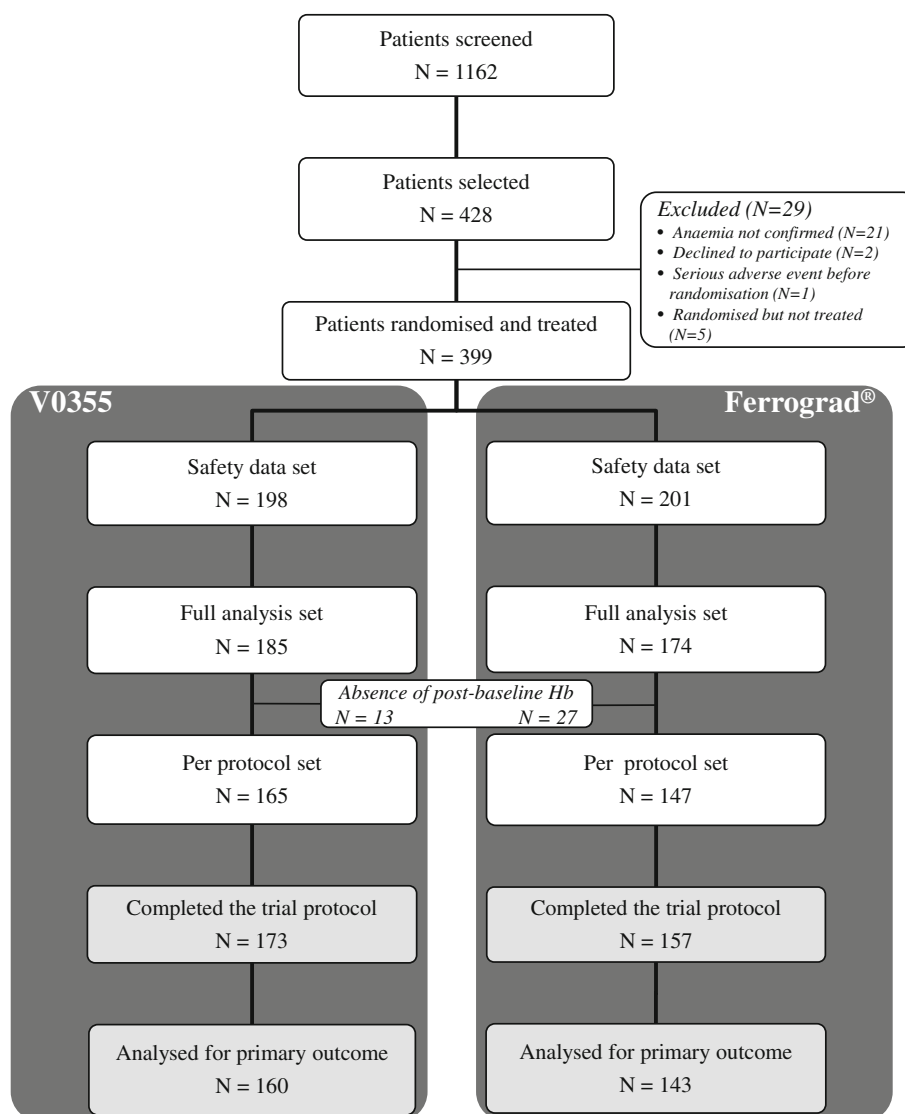 Patients screened
N = 1162
Patients selected
N = 428
Excluded (N=29)
• Anaemia not confirmed (N=21)
• Declined to participate (N=2)
• Serious adverse event before
randomisation (N=1)
• Randomised but not treated
(N=5)
Patients randomised and treated
N = 399
V0355
Safety data set
N = 198
Full analysis set
N = 185
Ferrograd®
Safety data set
N = 201
Full analysis set
N = 174
Absence of post-baseline Hb
N = 13 N = 27
Per protocol set
N = 165
Completed the trial protocol
N = 173
Analysed for primary outcome
N = 160
Per protocol set
N = 147
Completed the trial protocol
N = 157
Analysed for primary outcome
N = 143